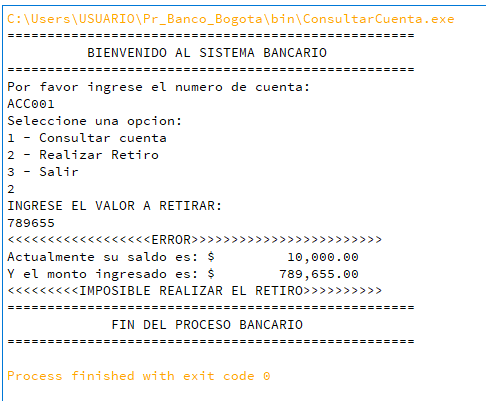 C:\Users\USUARIO\Pr_Banco_Bogota\bin\ConsultarCuenta.exe
===================================================
BIENVENIDO AL SISTEMA BANCARIO
===================================================
Por favor ingrese el numero de cuenta:
ACC001
Seleccione una opcion:
1 - Consultar cuenta
2 - Realizar Retiro
3 - Salir
2
INGRESE EL VALOR A RETIRAR:
789655
<<<<<<<<<<<<<<<<<<ERROR>>>>>>>>>>>>>>>>>>>>>>>>
Actualmente su saldo es: $         10,000.00
Y el monto ingresado es: $        789,655.00
<<<<<<<<<IMPOSIBLE REALIZAR EL RETIRO>>>>>>>>>>
===================================================
FIN DEL PROCESO BANCARIO
===================================================
Process finished with exit code 0